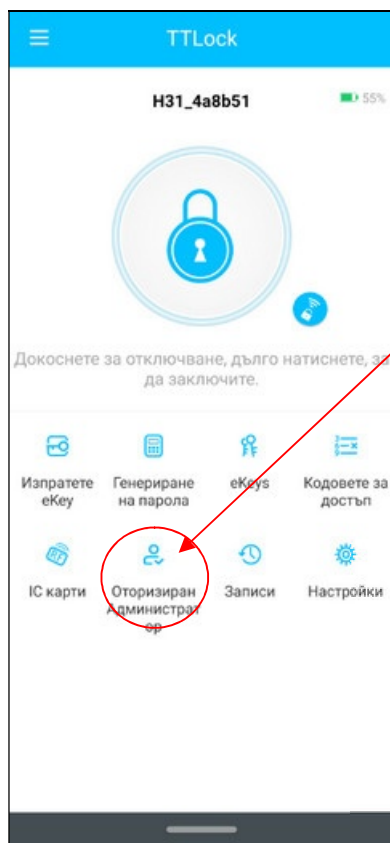 TTLock
H31_4a8b51
55%
Докоснете за отключване, дълго натиснете, за
да заключите.
Изпратете
eKey
Генериране
на парола
eKeys
Кодовете за
достъп
IC карти
Оторизиран
Администрат
ор
Записи
Настройки